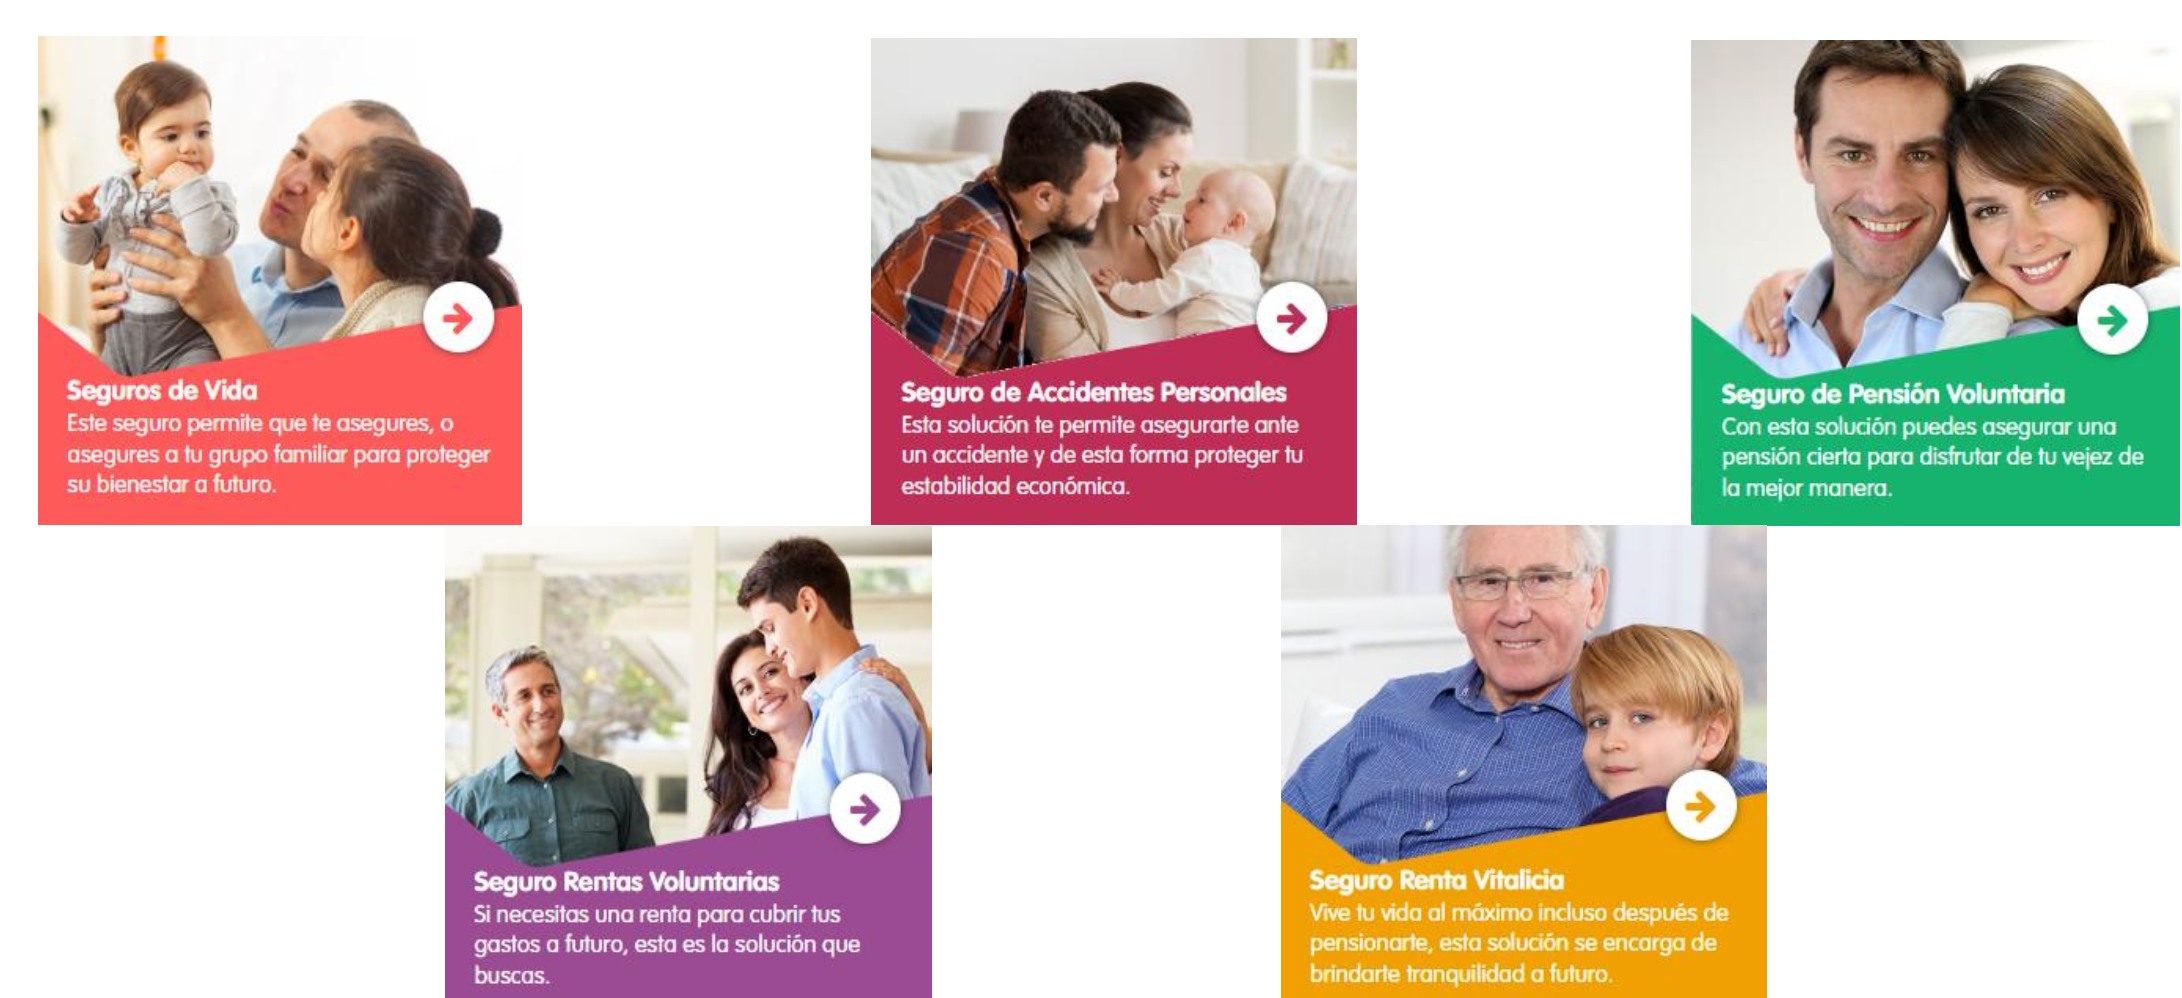 Seguros de Vida
Este seguro permite que te asegures, o
asegures a tu grupo familiar para proteger
su bienestar a futuro.
Seguro de Accidentes Personales
Esta solución te permite asegurarte ante
un accidente y de esta forma proteger tu
estabilidad económica.
Seguro de Pensión Voluntaria
Con esta solución puedes asegurar una
pensión cierta para disfrutar de tu vejez de
la mejor manera.
Seguro Rentas Voluntarias
Si necesitas una renta para cubrir tus
gastos a futuro, esta es la solución que
buscas.
Seguro Renta Vitalicia
Vive tu vida al máximo incluso después de
pensionarte, esta solución se encarga de
brindarte tranquilidad a futuro.